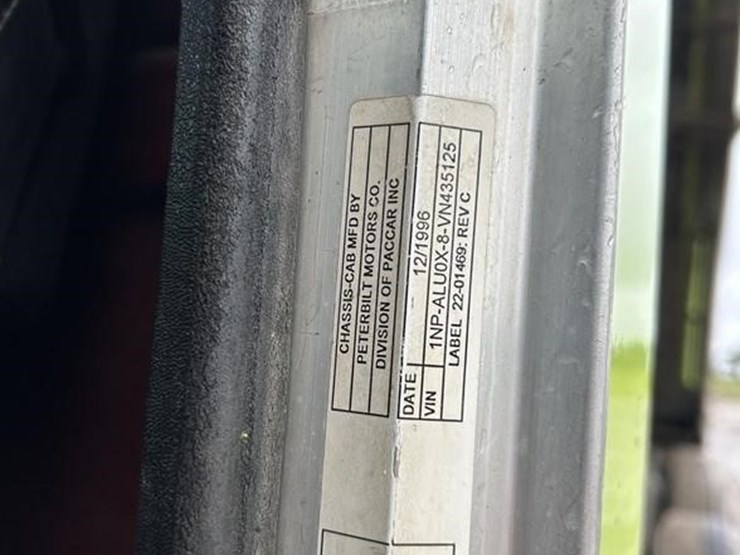 CHASSIS-CAB MFD BY
PETERBILT MOTORS CO.
DIVISION OF PACCAR INC
DATE 12/1996
VIN 1NP-ALU0X-8-VN435125
LABEL 22-01469: REV C